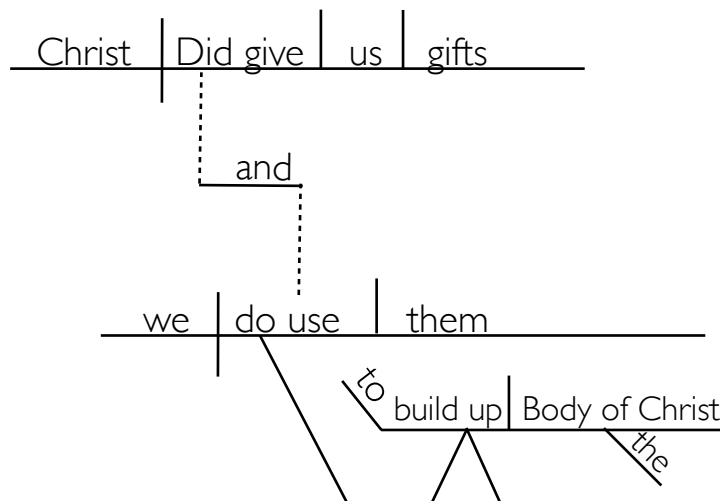 Christ Did give us gifts
and
we do use them
to build up Body of Christ
the